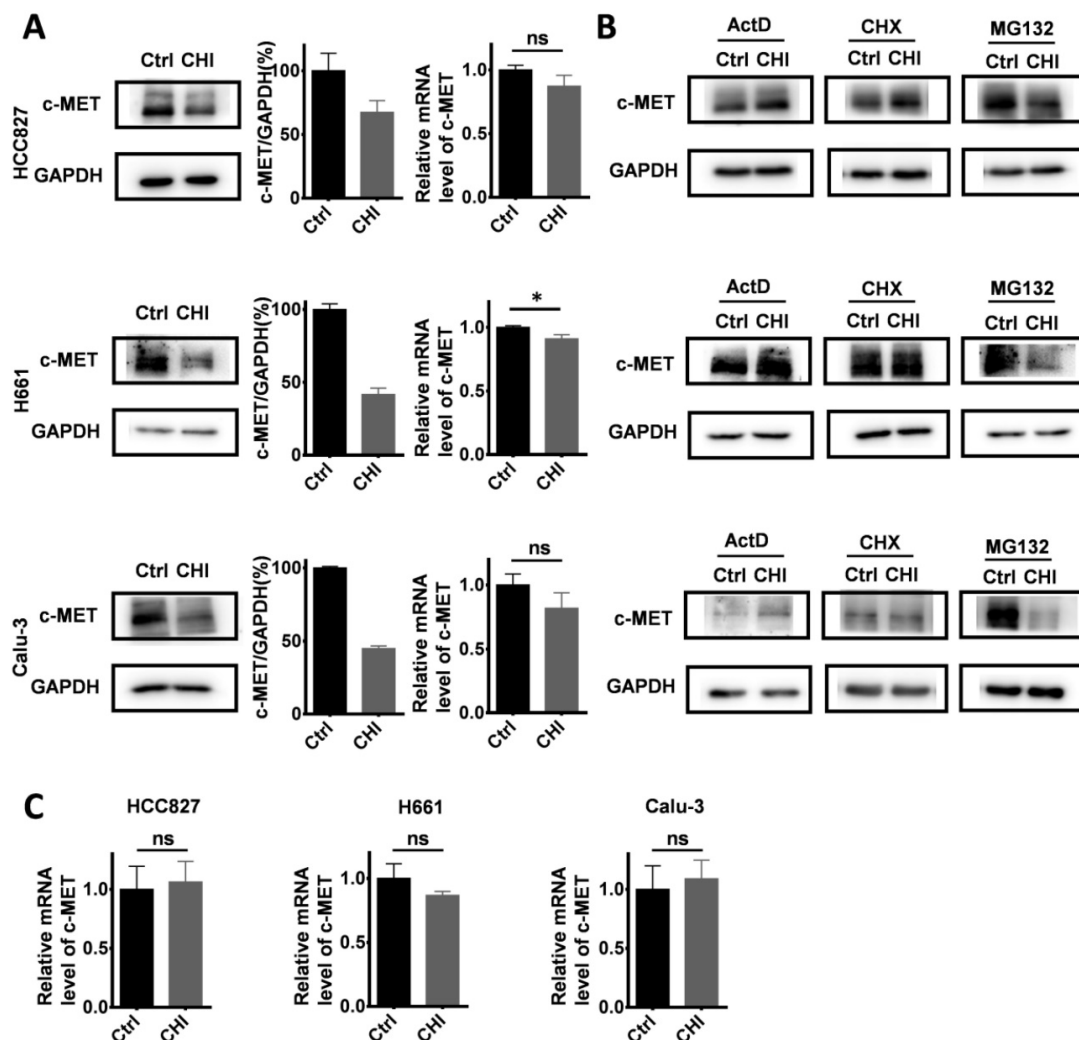 A
Ctrl CHI
c-MET
GAPDH
HCC827
c-MET/GAPDH(%)
100
50
0
Ctrl
CHI
Relative mRNA
level of c-MET
ns
1.0
0.5
0.0
Ctrl
CHI
B
ActD
CHX
MG132
Ctrl CHI
Ctrl CHI
Ctrl CHI
c-MET
GAPDH
Ctrl CHI
c-MET
GAPDH
H661
c-MET/GAPDH(%)
100
50
0
Ctrl
CHI
Relative mRNA
level of c-MET
*
1.0
0.5
0.0
Ctrl
CHI
ActD
CHX
MG132
Ctrl CHI
Ctrl CHI
Ctrl CHI
c-MET
GAPDH
Ctrl CHI
c-MET
GAPDH
Calu-3
c-MET/GAPDH(%)
100
50
0
Ctrl
CHI
Relative mRNA
level of c-MET
ns
1.0
0.5
0.0
Ctrl
CHI
ActD
CHX
MG132
Ctrl CHI
Ctrl CHI
Ctrl CHI
c-MET
GAPDH
C
HCC827
ns
Relative mRNA
level of c-MET
1.0
0.5
0.0
Ctrl
CHI
H661
ns
Relative mRNA
level of c-MET
1.0
0.5
0.0
Ctrl
CHI
Calu-3
ns
Relative mRNA
level of c-MET
1.0
0.5
0.0
Ctrl
CHI